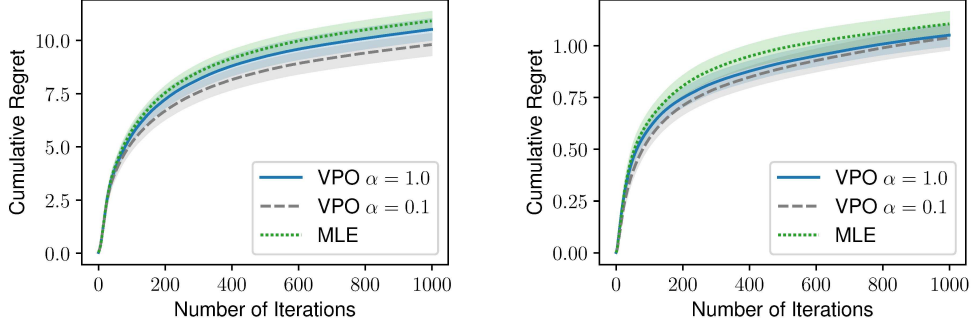 Cumulative Regret
10.0
7.5
5.0
2.5
0.0
VPO α = 1.0
VPO α = 0.1
MLE
0 200 400 600 800 1000
Number of Iterations
Cumulative Regret
1.00
0.75
0.50
0.25
0.00
VPO α = 1.0
VPO α = 0.1
MLE
0 200 400 600 800 1000
Number of Iterations